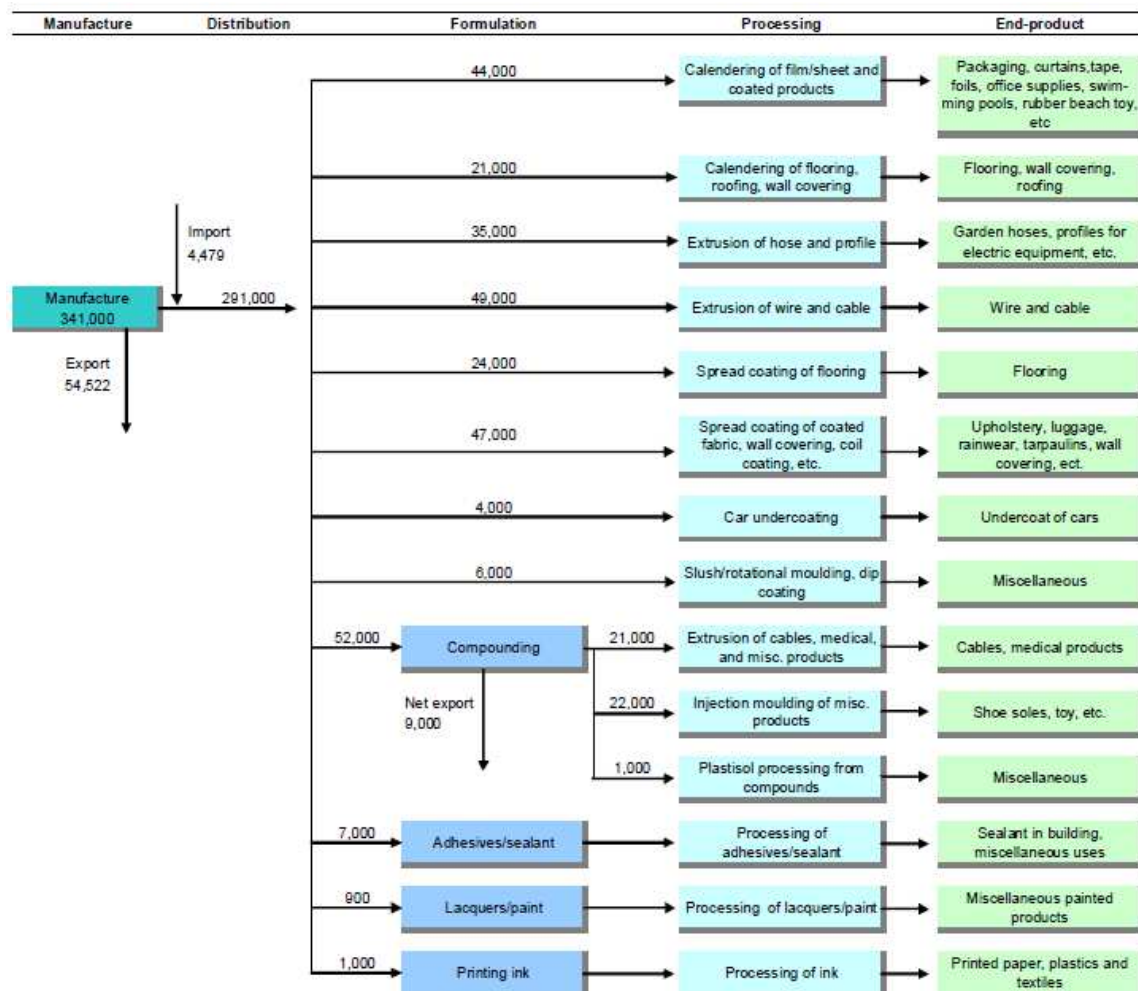 Manufacture Distribution Formulation Processing End-product
44,000
Calendering of film/sheet and
coated products
Packaging, curtains,tape,
foils, office supplies, swim-
ming pools, rubber beach toy,
etc
21,000
Calendering of flooring,
roofing, wall covering
Flooring, wall covering,
roofing
Import
4,479
35,000
Extrusion of hose and profile
Garden hoses, profiles for
electric equipment, etc.
Manufacture
341,000
291,000
49,000
Extrusion of wire and cable
Wire and cable
Export
54,522
24,000
Spread coating of flooring
Flooring
47,000
Spread coating of coated
fabric, wall covering, coil
coating, etc.
Upholstery, luggage,
rainwear, tarpaulins, wall
covering, ect.
4,000
Car undercoating
Undercoat of cars
6,000
Slush/rotational moulding, dip
coating
Miscellaneous
52,000
Compounding
21,000
Extrusion of cables, medical,
and misc. products
Cables, medical products
Net export
9,000
22,000
Injection moulding of misc.
products
Shoe soles, toy, etc.
1,000
Plastisol processing from
compounds
Miscellaneous
7,000
Adhesives/sealant
Processing of
adhesives/sealant
Sealant in building,
miscellaneous uses
900
Lacquers/paint
Processing of lacquers/paint
Miscellaneous painted
products
1,000
Printing ink
Processing of ink
Printed paper, plastics and
textiles